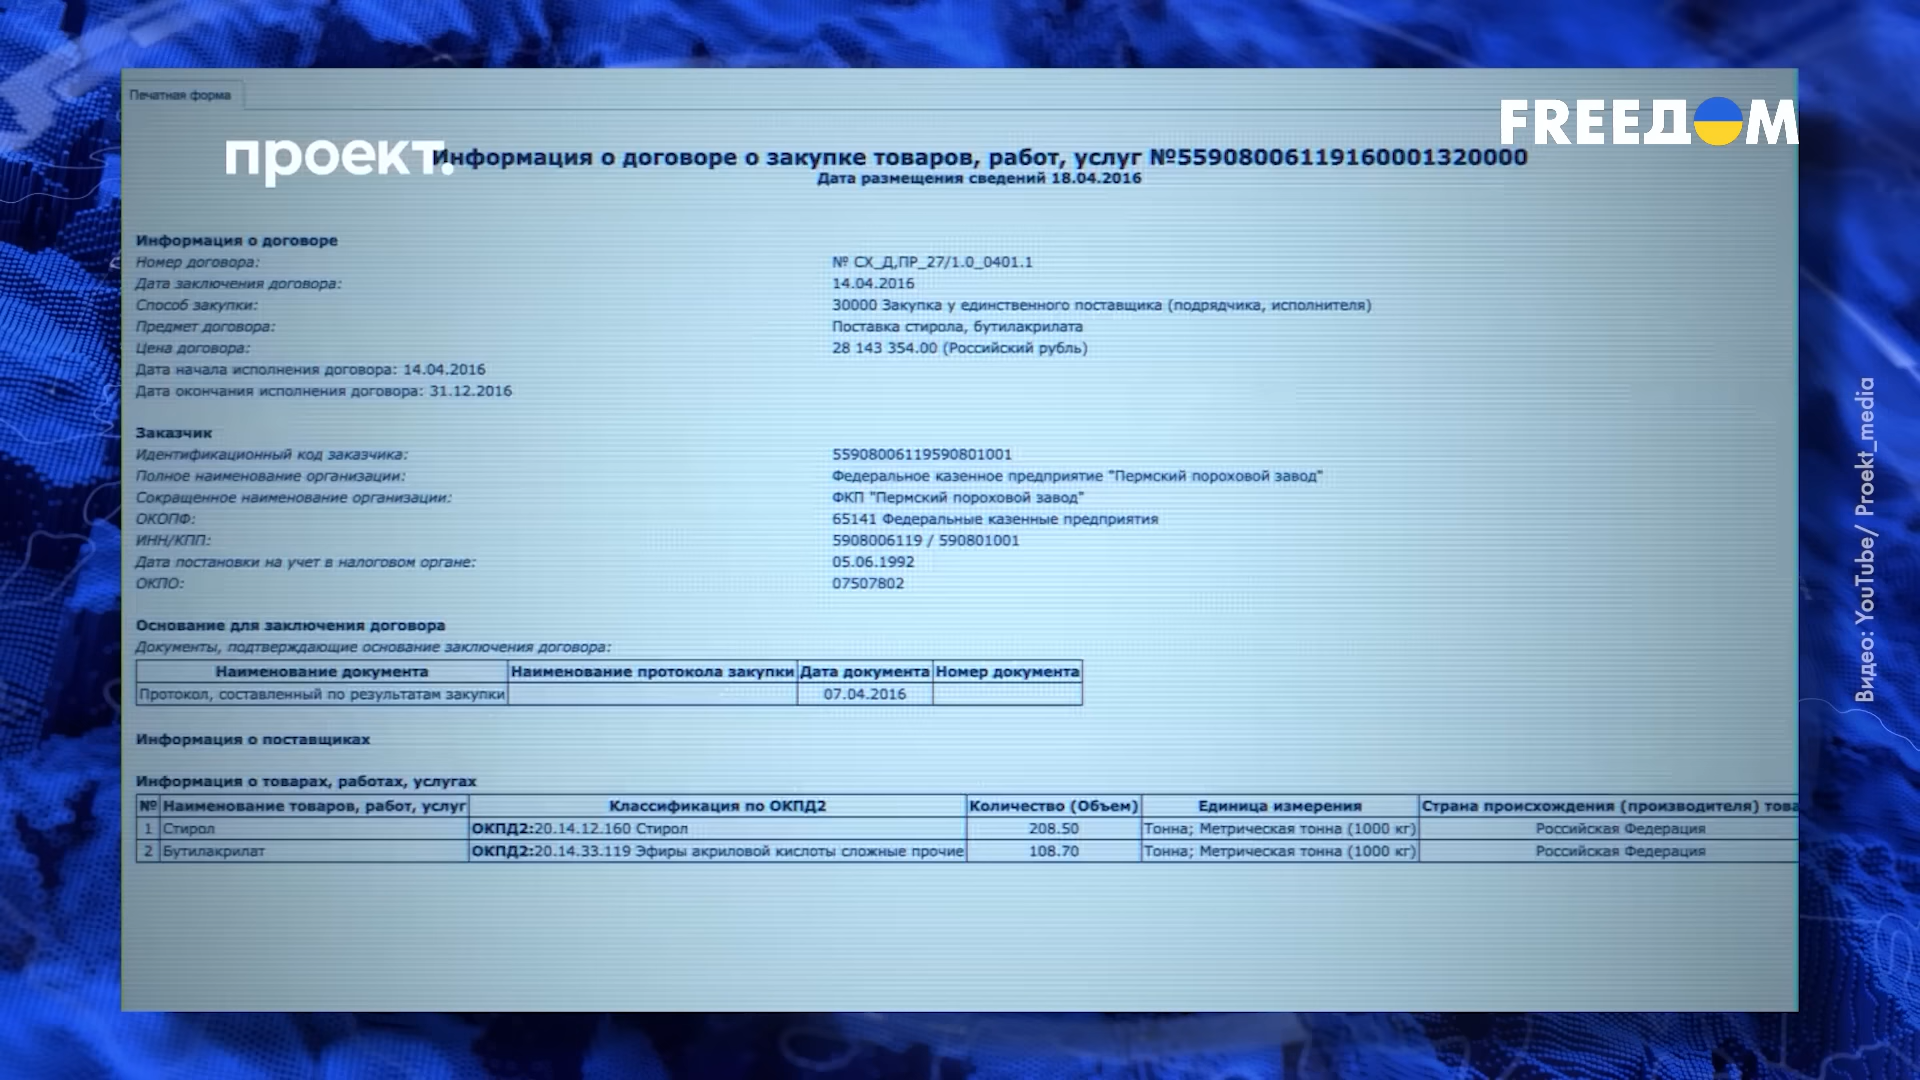 Печатная форма
FREEДOM
проект.
Информация о договоре о закупке товаров, работ, услуг №55908006119160001320000
Дата размещения сведений 18.04.2016
Информация о договоре
Номер договора: № СХ_Д,ПР_27/1.0_0401.1
Дата заключения договора: 14.04.2016
Способ закупки: 30000 Закупка у единственного поставщика (подрядчика, исполнителя)
Предмет договора: Поставка стирола, бутилакрилата
Цена договора: 28 143 354.00 (Российский рубль)
Дата начала исполнения договора: 14.04.2016
Дата окончания исполнения договора: 31.12.2016
Заказчик
Идентификационный код заказчика: 55908006119590801001
Полное наименование организации: Федеральное казенное предприятие "Пермский пороховой завод"
Сокращенное наименование организации: ФКП "Пермский пороховой завод"
ОКОПФ: 65141 Федеральные казенные предприятия
ИНН/КПП: 5908006119 / 590801001
Дата постановки на учет в налоговом органе: 05.06.1992
ОКПО: 07507802
Основание для заключения договора
Документы, подтверждающие основание заключения договора:
Наименование документа Наименование протокола закупки Дата документа Номер документа
Протокол, составленный по результатам закупки 07.04.2016
Информация о поставщиках
Информация о товарах, работах, услугах
№ Наименование товаров, работ, услуг Классификация по ОКПД2 Количество (Объем) Единица измерения Страна происхождения (производителя) това
1 Стирол ОКПД2:20.14.12.160 Стирол 208.50 Тонна; Метрическая тонна (1000 кг) Российская Федерация
2 Бутилакрилат ОКПД2:20.14.33.119 Эфиры акриловой кислоты сложные прочие 108.70 Тонна; Метрическая тонна (1000 кг) Российская Федерация
Видео: YouTube/ Proekt_media